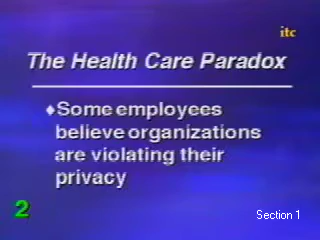 itc
The Health Care Paradox
♦Some employees
believe organizations
are violating their
privacy
2
Section 1